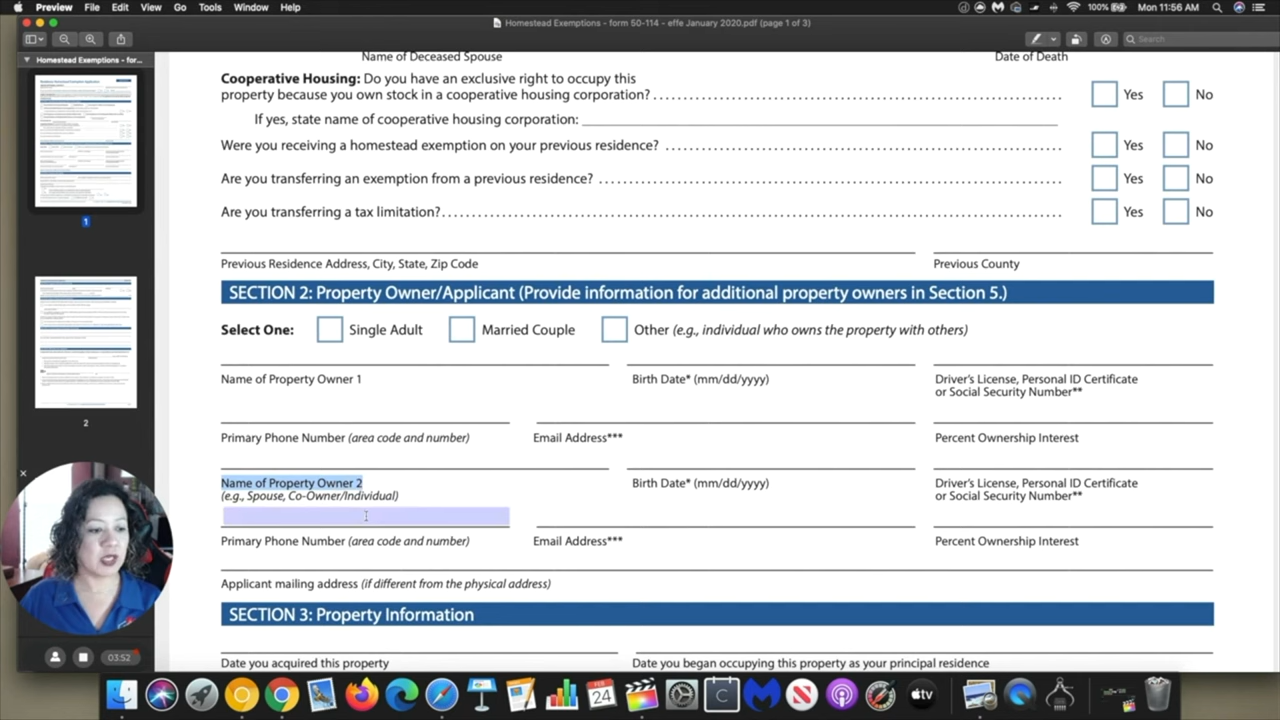 Preview File Edit View Go Tools Window Help
100% Mon 11:56 AM
Homestead Exemptions - form 50-114 - effe January 2020.pdf (page 1 of 3)
Search
Homestead Exemptions - for...
1
2
Name of Deceased Spouse Date of Death
Cooperative Housing: Do you have an exclusive right to occupy this
property because you own stock in a cooperative housing corporation? Yes No
If yes, state name of cooperative housing corporation:
Were you receiving a homestead exemption on your previous residence? Yes No
Are you transferring an exemption from a previous residence? Yes No
Are you transferring a tax limitation? Yes No
Previous Residence Address, City, State, Zip Code Previous County
SECTION 2: Property Owner/Applicant (Provide information for additional property owners in Section 5.)
Select One: Single Adult Married Couple Other (e.g., individual who owns the property with others)
Name of Property Owner 1 Birth Date* (mm/dd/yyyy) Driver's License, Personal ID Certificate
or Social Security Number**
Primary Phone Number (area code and number) Email Address*** Percent Ownership Interest
Name of Property Owner 2 Birth Date* (mm/dd/yyyy) Driver's License, Personal ID Certificate
(e.g., Spouse, Co-Owner/Individual) or Social Security Number**
Primary Phone Number (area code and number) Email Address*** Percent Ownership Interest
Applicant mailing address (if different from the physical address)
SECTION 3: Property Information
03:52
Date you acquired this property Date you began occupying this property as your principal residence
FEB
24
tv